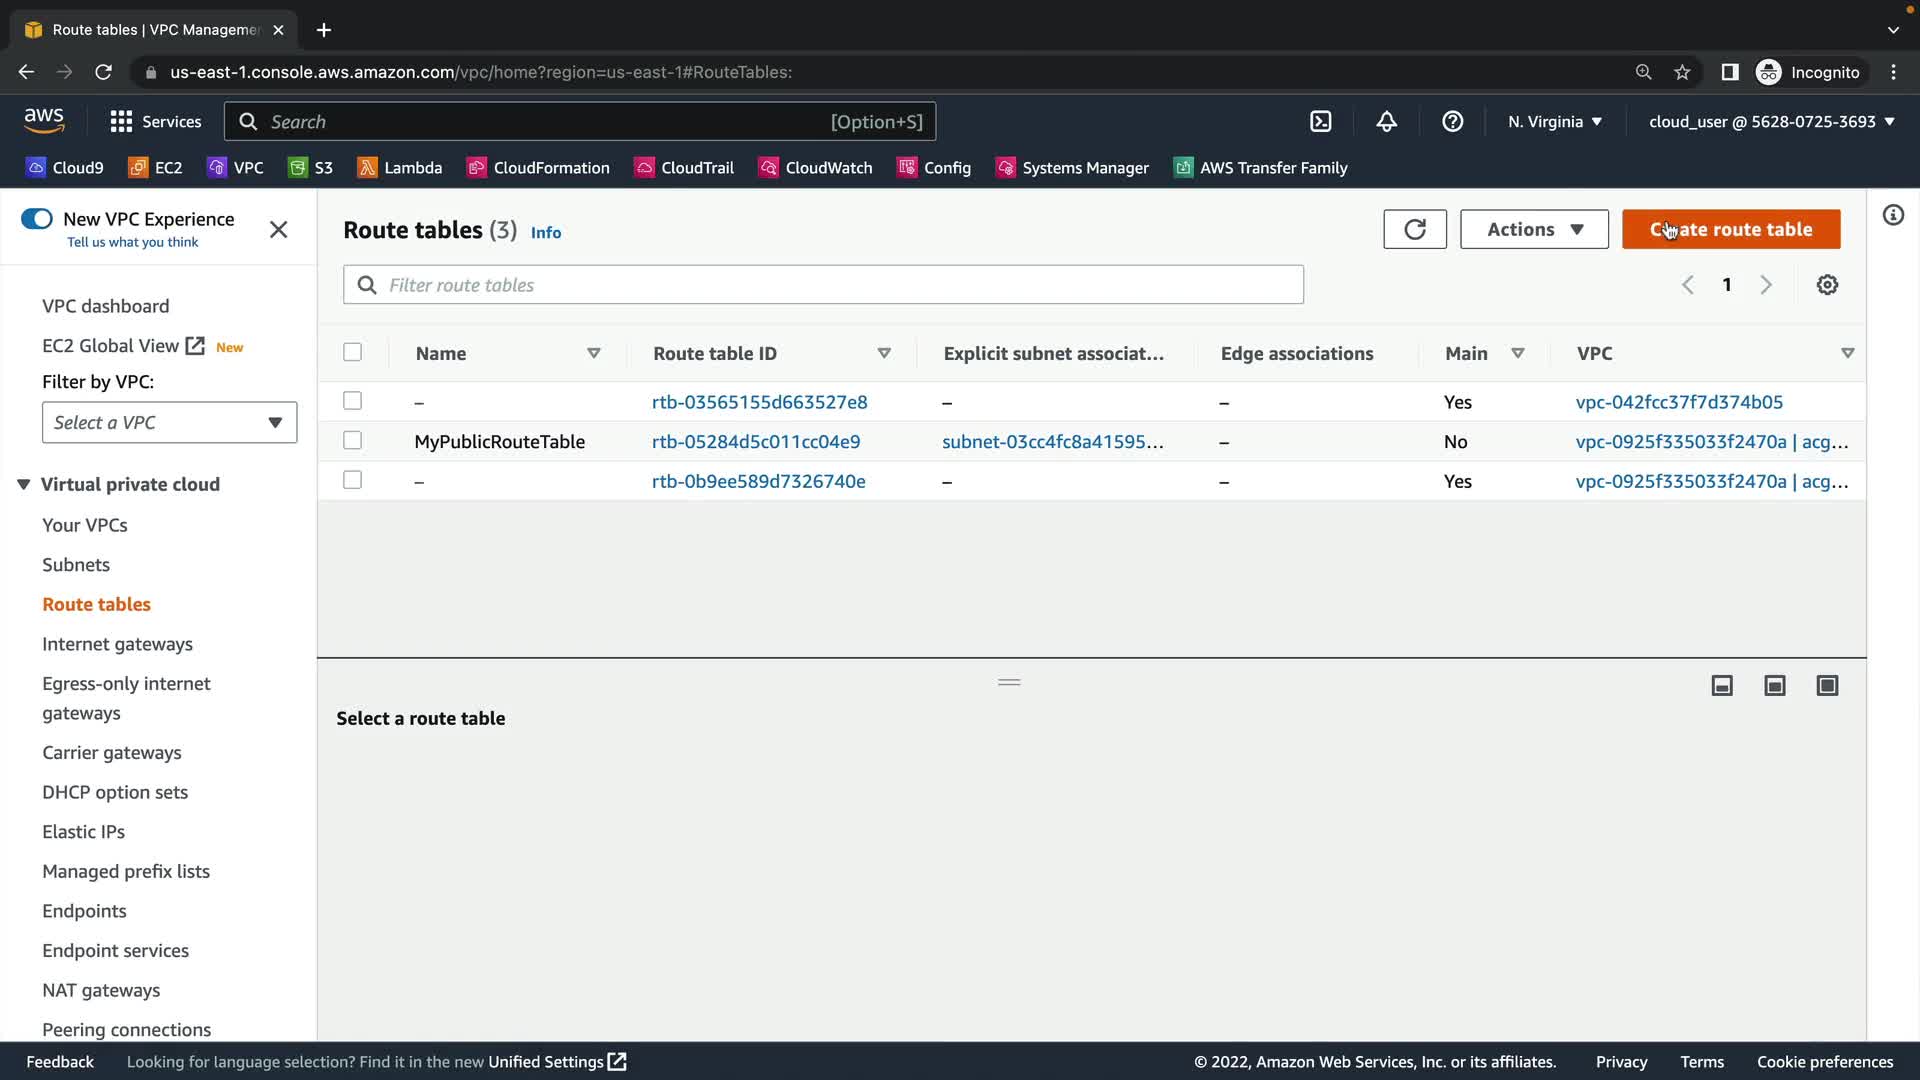 Route tables | VPC Managemen
us-east-1.console.aws.amazon.com/vpc/home?region=us-east-1#RouteTables:
Incognito
aws
Services
Search
[Option+S]
N. Virginia
cloud_user @ 5628-0725-3693
Cloud9
EC2
VPC
S3
Lambda
CloudFormation
CloudTrail
CloudWatch
Config
Systems Manager
AWS Transfer Family
New VPC Experience
Tell us what you think
VPC dashboard
EC2 Global View
New
Filter by VPC:
Select a VPC
Virtual private cloud
Your VPCs
Subnets
Route tables
Internet gateways
Egress-only internet
gateways
Carrier gateways
DHCP option sets
Elastic IPs
Managed prefix lists
Endpoints
Endpoint services
NAT gateways
Peering connections
Route tables (3)
Info
Actions
Create route table
Filter route tables
1
Name
Route table ID
Explicit subnet associat...
Edge associations
Main
VPC
– rtb-03565155d663527e8 – – Yes vpc-042fcc37f7d374b05
MyPublicRouteTable rtb-05284d5c011cc04e9 subnet-03cc4fc8a41595... – No vpc-0925f335033f2470a | acg...
– rtb-0b9ee589d7326740e – – Yes vpc-0925f335033f2470a | acg...
Select a route table
Feedback
Looking for language selection? Find it in the new Unified Settings
© 2022, Amazon Web Services, Inc. or its affiliates.
Privacy
Terms
Cookie preferences